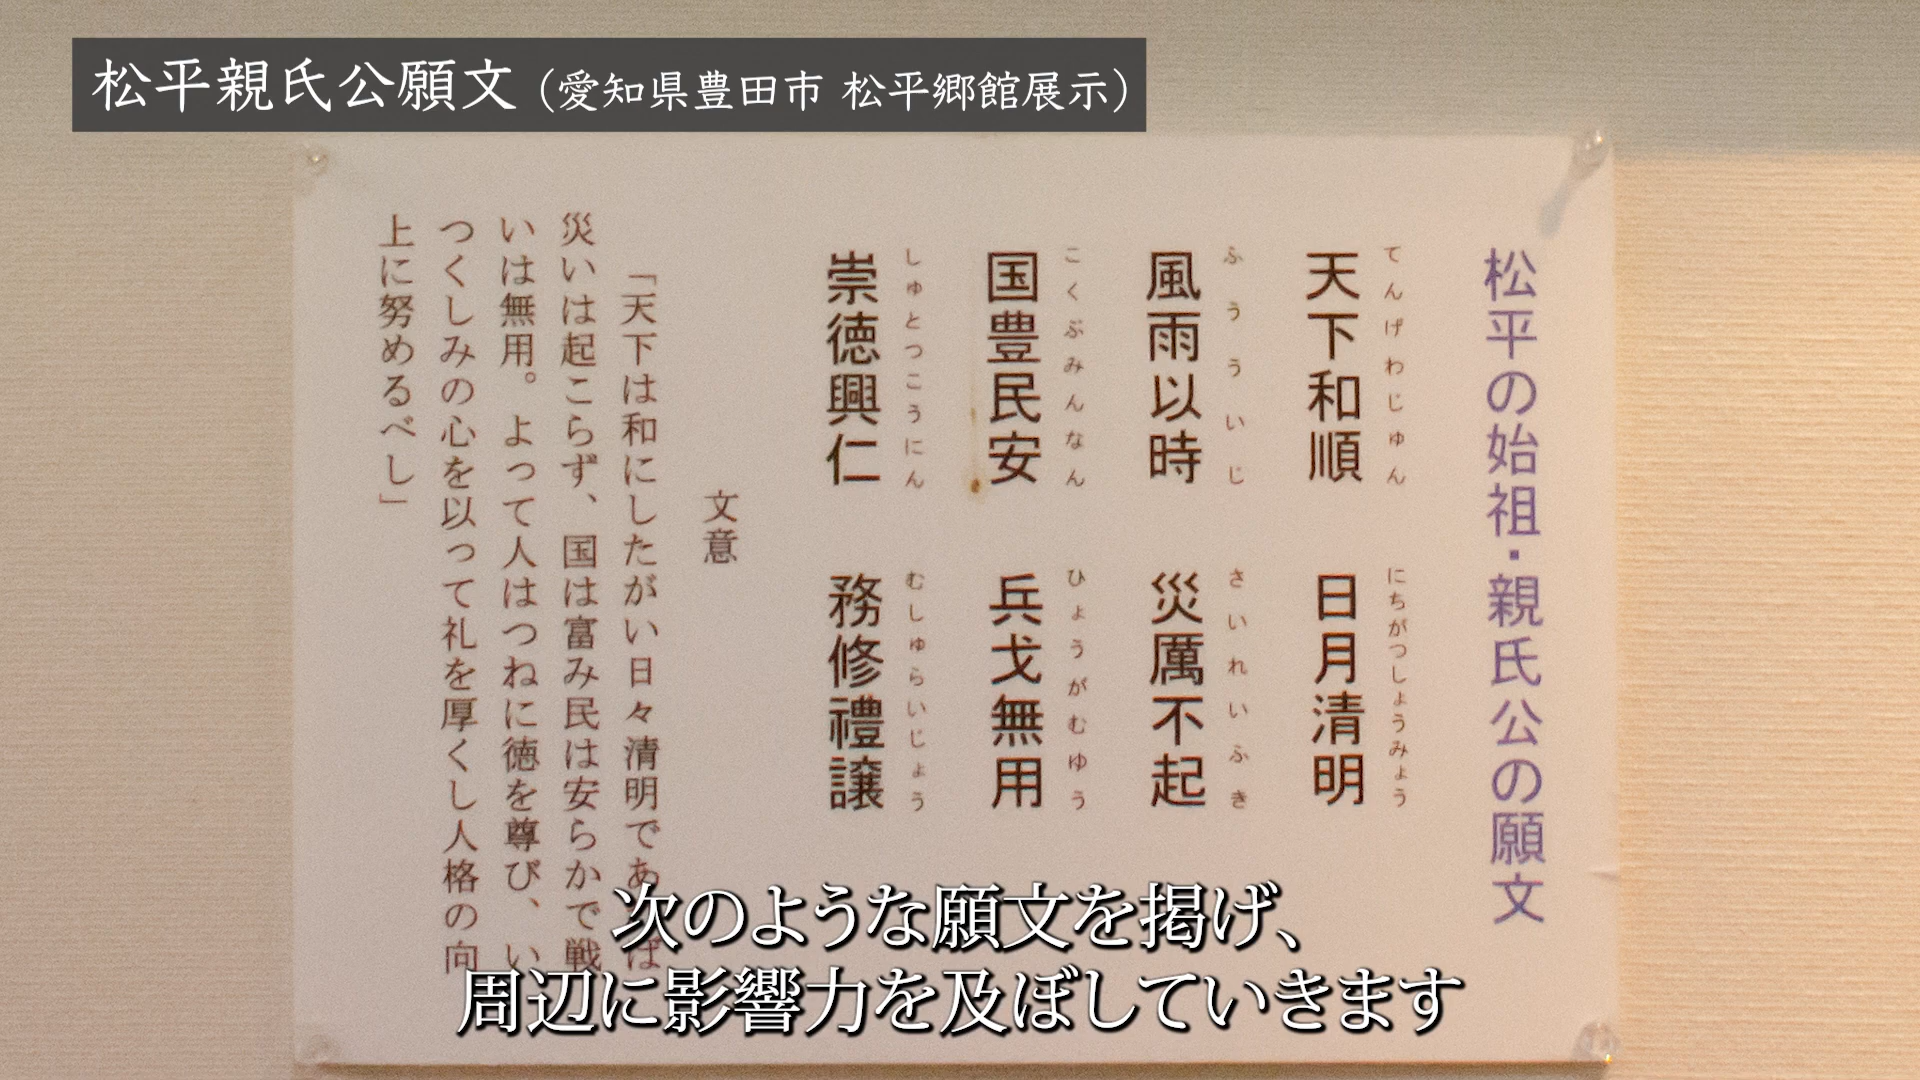 松平親氏公願文（愛知県豊田市 松平郷館展示）
松平の始祖・親氏公の願文
てんげわじゅん にちがつしょうみょう
天下和順 日月清明
ふうういじ さいれいふき
風雨以時 災厲不起
こくぶみんなん ひょうがむゆう
国豊民安 兵戈無用
しゅとっこうにん むしゅらいじょう
崇徳興仁 務修禮譲
文意
「天下は和にしたがい日々清明であ ば
災いは起こらず、国は富み民は安らかで戦
いは無用。よって人はつねに徳を尊び、い
つくしみの心を以って礼を厚くし人格の向
上に努めるべし」
次のような願文を掲げ、
周辺に影響力を及ぼしていきます